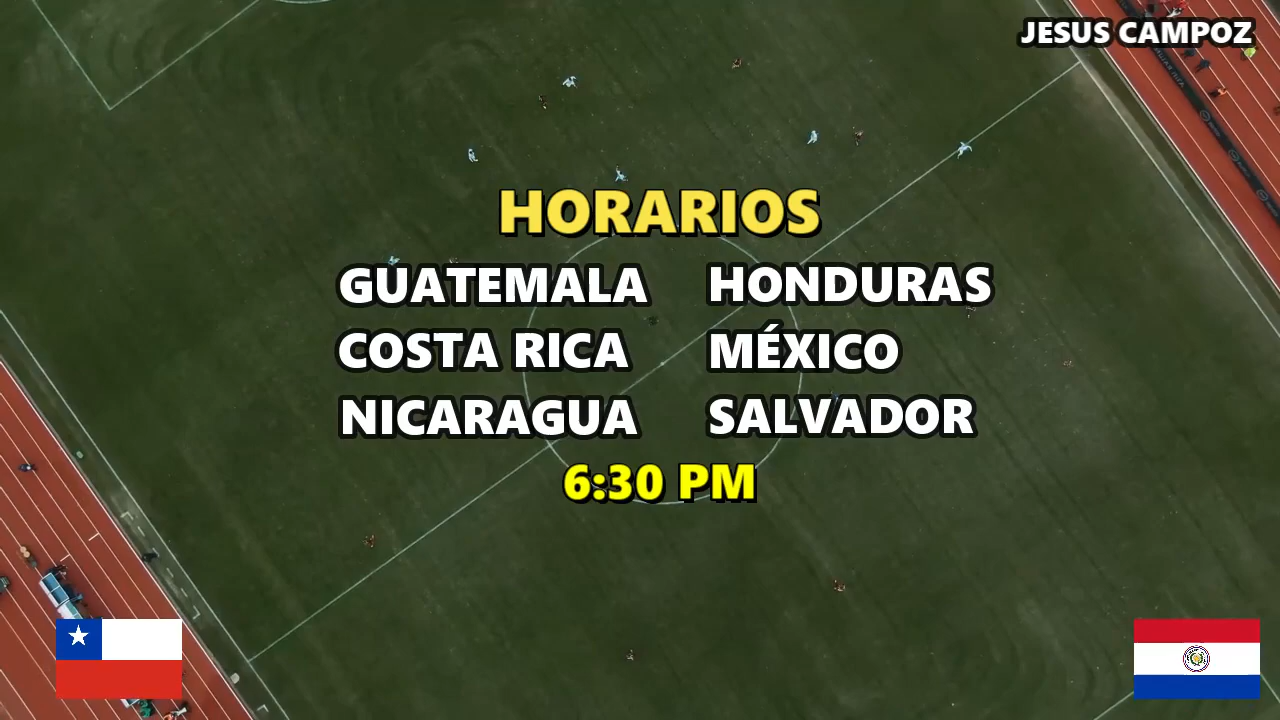 JESUS CAMPOZ
HORARIOS
GUATEMALA HONDURAS
COSTA RICA MÉXICO
NICARAGUA SALVADOR
6:30 PM